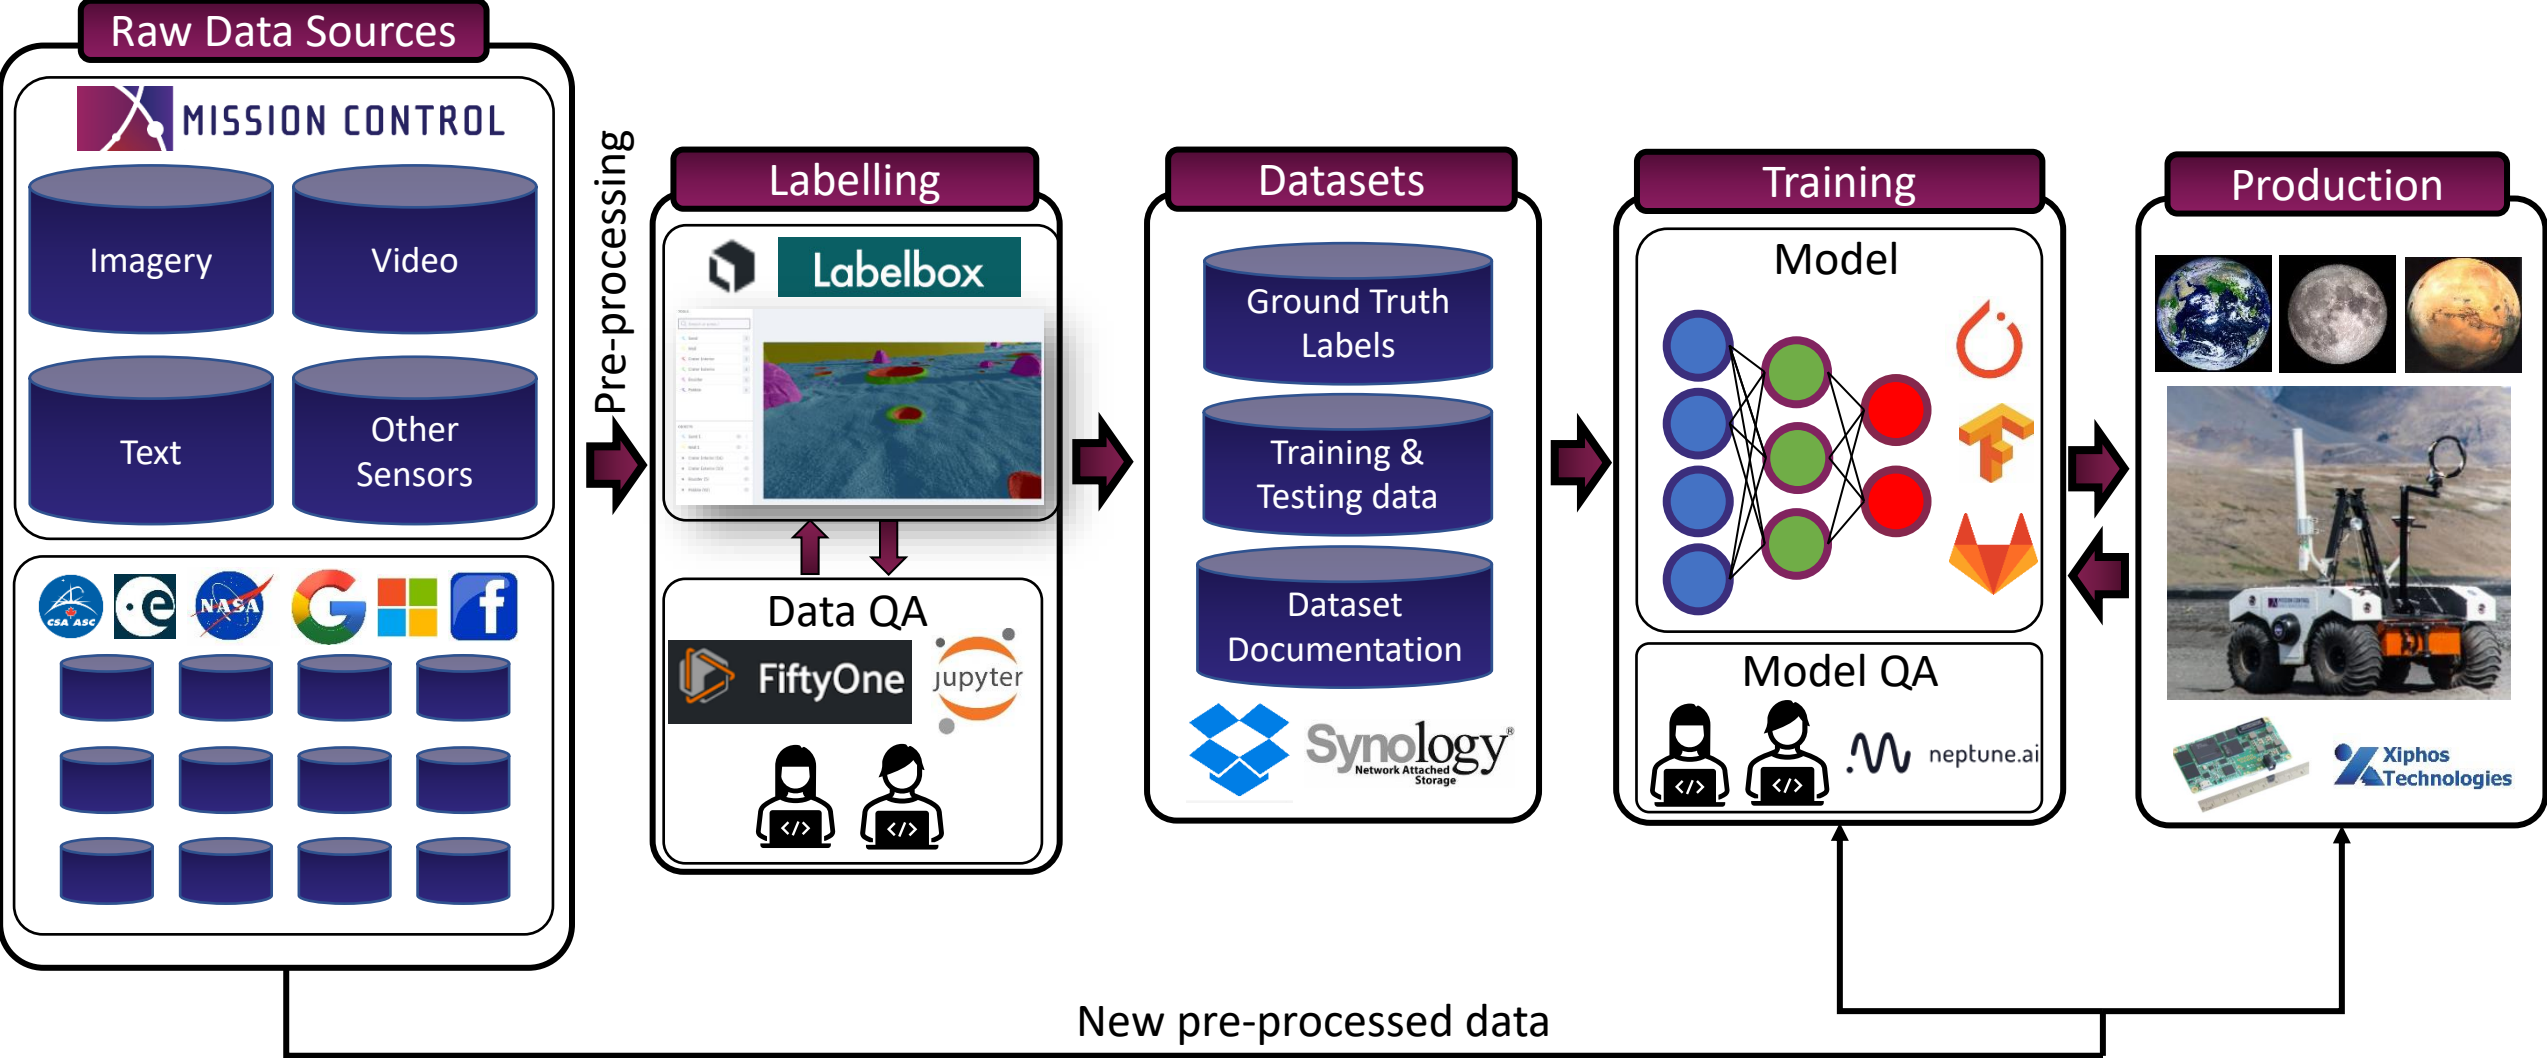 Raw Data Sources
MISSION CONTROL
Imagery
Video
Text
Other
Sensors
CSA ASC
NASA
Pre-processing
Labelling
Labelbox
Data QA
FiftyOne
jupyter
</>
</>
Datasets
Ground Truth
Labels
Training &
Testing data
Dataset
Documentation
Synology®
Network Attached
Storage
Training
Model
Model QA
</>
</>
neptune.ai
Production
MISSION CONTROL
Xiphos
Technologies
New pre-processed data